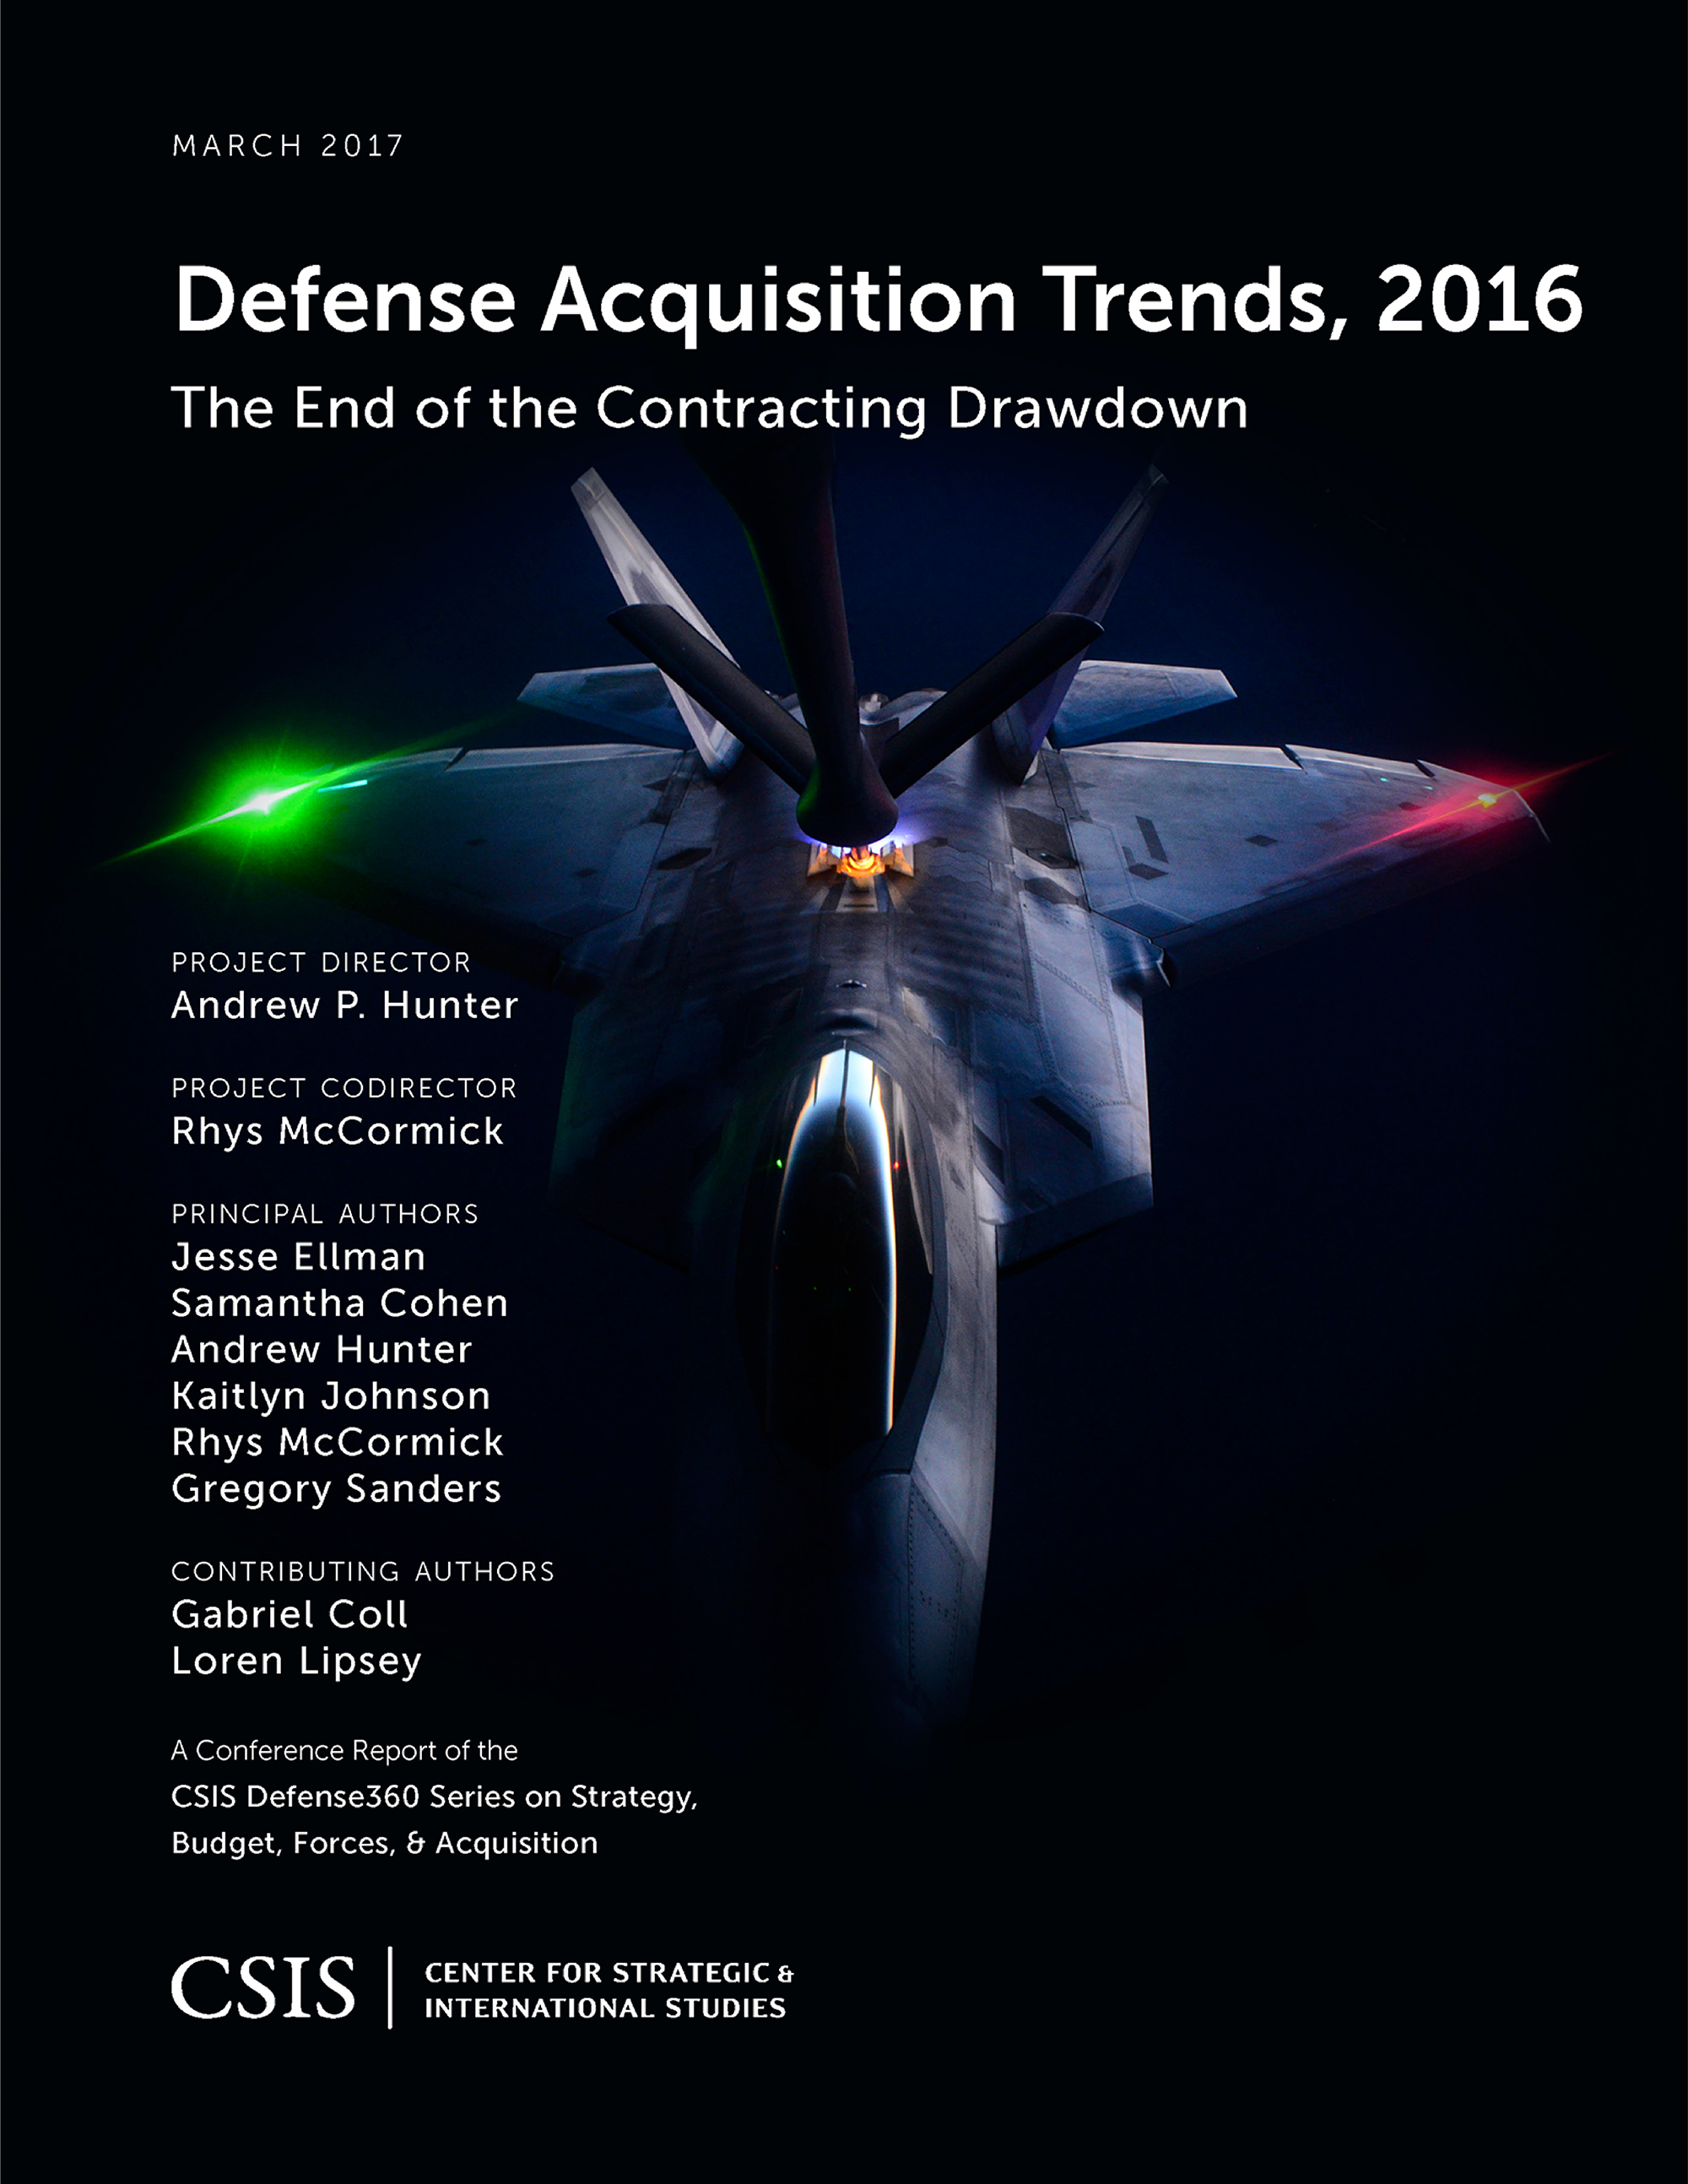 MARCH 2017
Defense Acquisition Trends, 2016
The End of the Contracting Drawdown
PROJECT DIRECTOR
Andrew P. Hunter
PROJECT CODIRECTOR
Rhys McCormick
PRINCIPAL AUTHORS
Jesse Ellman
Samantha Cohen
Andrew Hunter
Kaitlyn Johnson
Rhys McCormick
Gregory Sanders
CONTRIBUTING AUTHORS
Gabriel Coll
Loren Lipsey
A Conference Report of the
CSIS Defense360 Series on Strategy,
Budget, Forces, & Acquisition
CSIS | CENTER FOR STRATEGIC &
INTERNATIONAL STUDIES